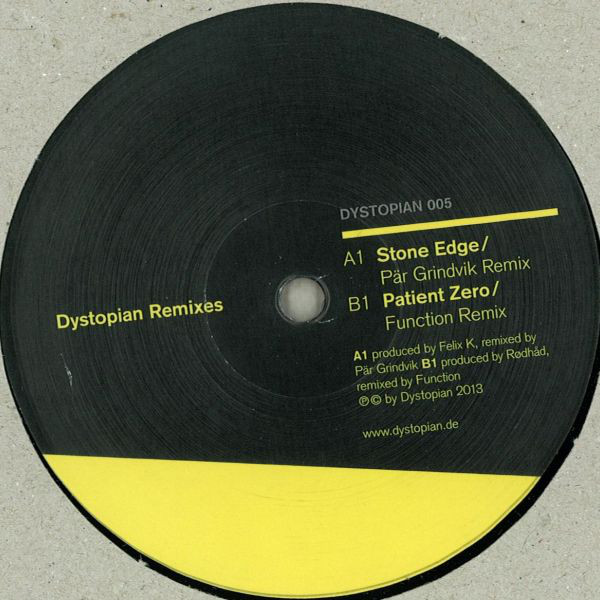 DYSTOPIAN 005
A1 Stone Edge/
Pär Grindvik Remix
B1 Patient Zero/
Function Remix
Dystopian Remixes
A1 produced by Felix K, remixed by
Pär Grindvik B1 produced by Rødhåd,
remixed by Function
℗© by Dystopian 2013
www.dystopian.de